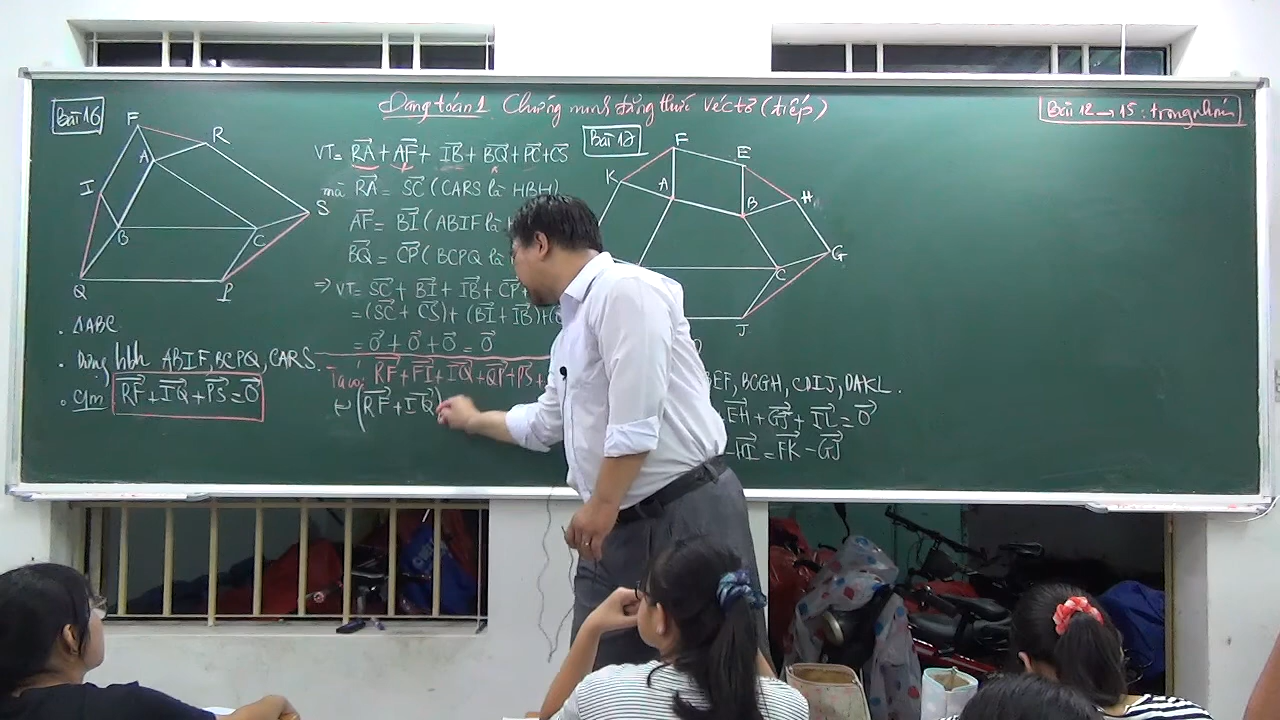 Dạng toán 1 Chứng minh đẳng thức véctơ (tiếp)
Bài 12 → 15: trong nhóm
Bài 16
F
R
A
I
S
B
C
Q
P
. ΔABC
. Dựng hbh ABIF, BCPQ, CARS.
. Cm RF + IQ + PS = 0
VT = RA + AF + IB + BQ + PC + CS
mà RA = SC (CARS là HBH)
AF = BI (ABIF là
BQ = CP (BCPQ là
⇒ VT = SC + BI + IB + CP +
= (SC + CS) + (BI + IB) + (
= 0 + 0 + 0 = 0
Ta có: RF + FI + IQ + QP + PS +
↔ (RF + IQ
Bài 17
F
E
K
A
H
B
G
C
J
EF, BCGH, CDIJ, DAKL.
+ EH + GJ + IL = 0
- HI = FK - GJ